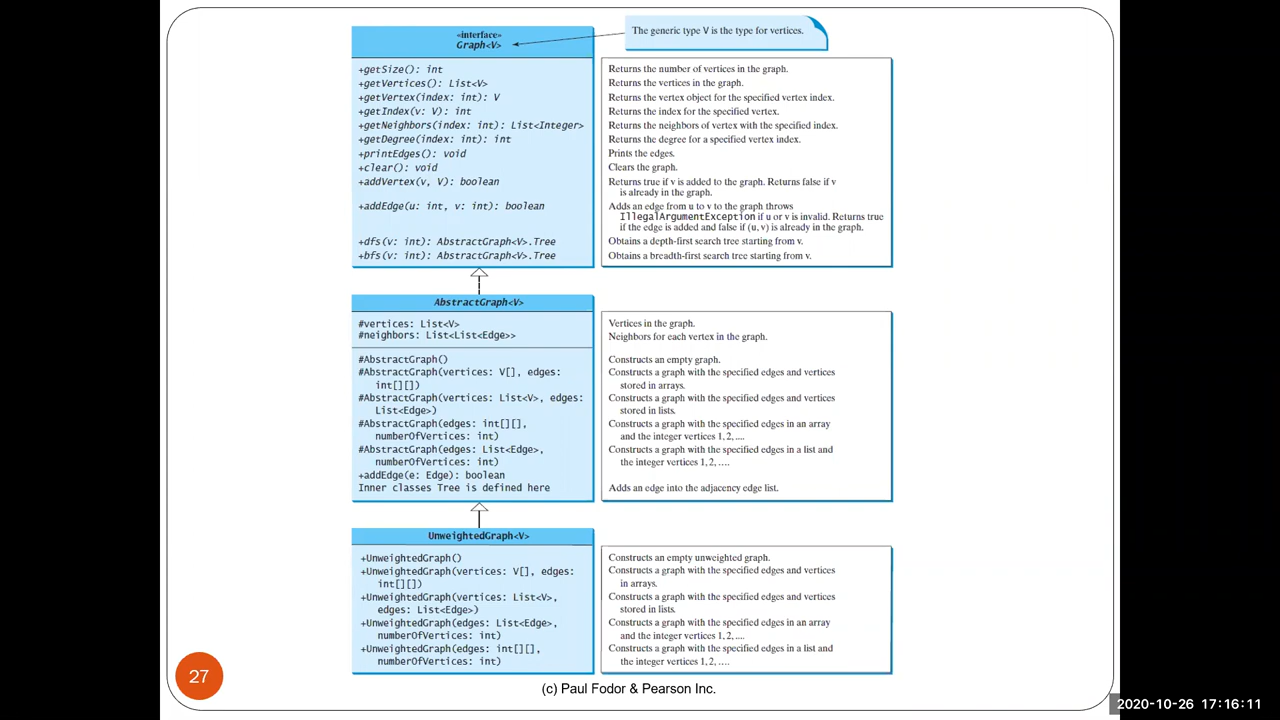 «interface»
Graph<V>
The generic type V is the type for vertices.
+getSize(): int
Returns the number of vertices in the graph.
+getVertices(): List<V>
Returns the vertices in the graph.
+getVertex(index: int): V
Returns the vertex object for the specified vertex index.
+getIndex(v: V): int
Returns the index for the specified vertex.
+getNeighbors(index: int): List<Integer>
Returns the neighbors of vertex with the specified index.
+getDegree(index: int): int
Returns the degree for a specified vertex index.
+printEdges(): void
Prints the edges.
+clear(): void
Clears the graph.
+addVertex(v, V): boolean
Returns true if v is added to the graph. Returns false if v
is already in the graph.
+addEdge(u: int, v: int): boolean
Adds an edge from u to v to the graph throws
IllegalArgumentException if u or v is invalid. Returns true
if the edge is added and false if (u, v) is already in the graph.
+dfs(v: int): AbstractGraph<V>.Tree
Obtains a depth-first search tree starting from v.
+bfs(v: int): AbstractGraph<V>.Tree
Obtains a breadth-first search tree starting from v.
AbstractGraph<V>
#vertices: List<V>
Vertices in the graph.
#neighbors: List<List<Edge>>
Neighbors for each vertex in the graph.
#AbstractGraph()
Constructs an empty graph.
#AbstractGraph(vertices: V[], edges:
int[][])
Constructs a graph with the specified edges and vertices
stored in arrays.
#AbstractGraph(vertices: List<V>, edges:
List<Edge>)
Constructs a graph with the specified edges and vertices
stored in lists.
#AbstractGraph(edges: int[][],
numberOfVertices: int)
Constructs a graph with the specified edges in an array
and the integer vertices 1, 2, ....
#AbstractGraph(edges: List<Edge>,
numberOfVertices: int)
Constructs a graph with the specified edges in a list and
the integer vertices 1, 2, ….
+addEdge(e: Edge): boolean
Inner classes Tree is defined here
Adds an edge into the adjacency edge list.
UnweightedGraph<V>
+UnweightedGraph()
Constructs an empty unweighted graph.
+UnweightedGraph(vertices: V[], edges:
int[][])
Constructs a graph with the specified edges and vertices
in arrays.
+UnweightedGraph(vertices: List<V>,
edges: List<Edge>)
Constructs a graph with the specified edges and vertices
stored in lists.
+UnweightedGraph(edges: List<Edge>,
numberOfVertices: int)
Constructs a graph with the specified edges in an array
and the integer vertices 1, 2, ....
+UnweightedGraph(edges: int[][],
numberOfVertices: int)
Constructs a graph with the specified edges in a list and
the integer vertices 1, 2, ….
27
(c) Paul Fodor & Pearson Inc.
2020-10-26 17:16:11